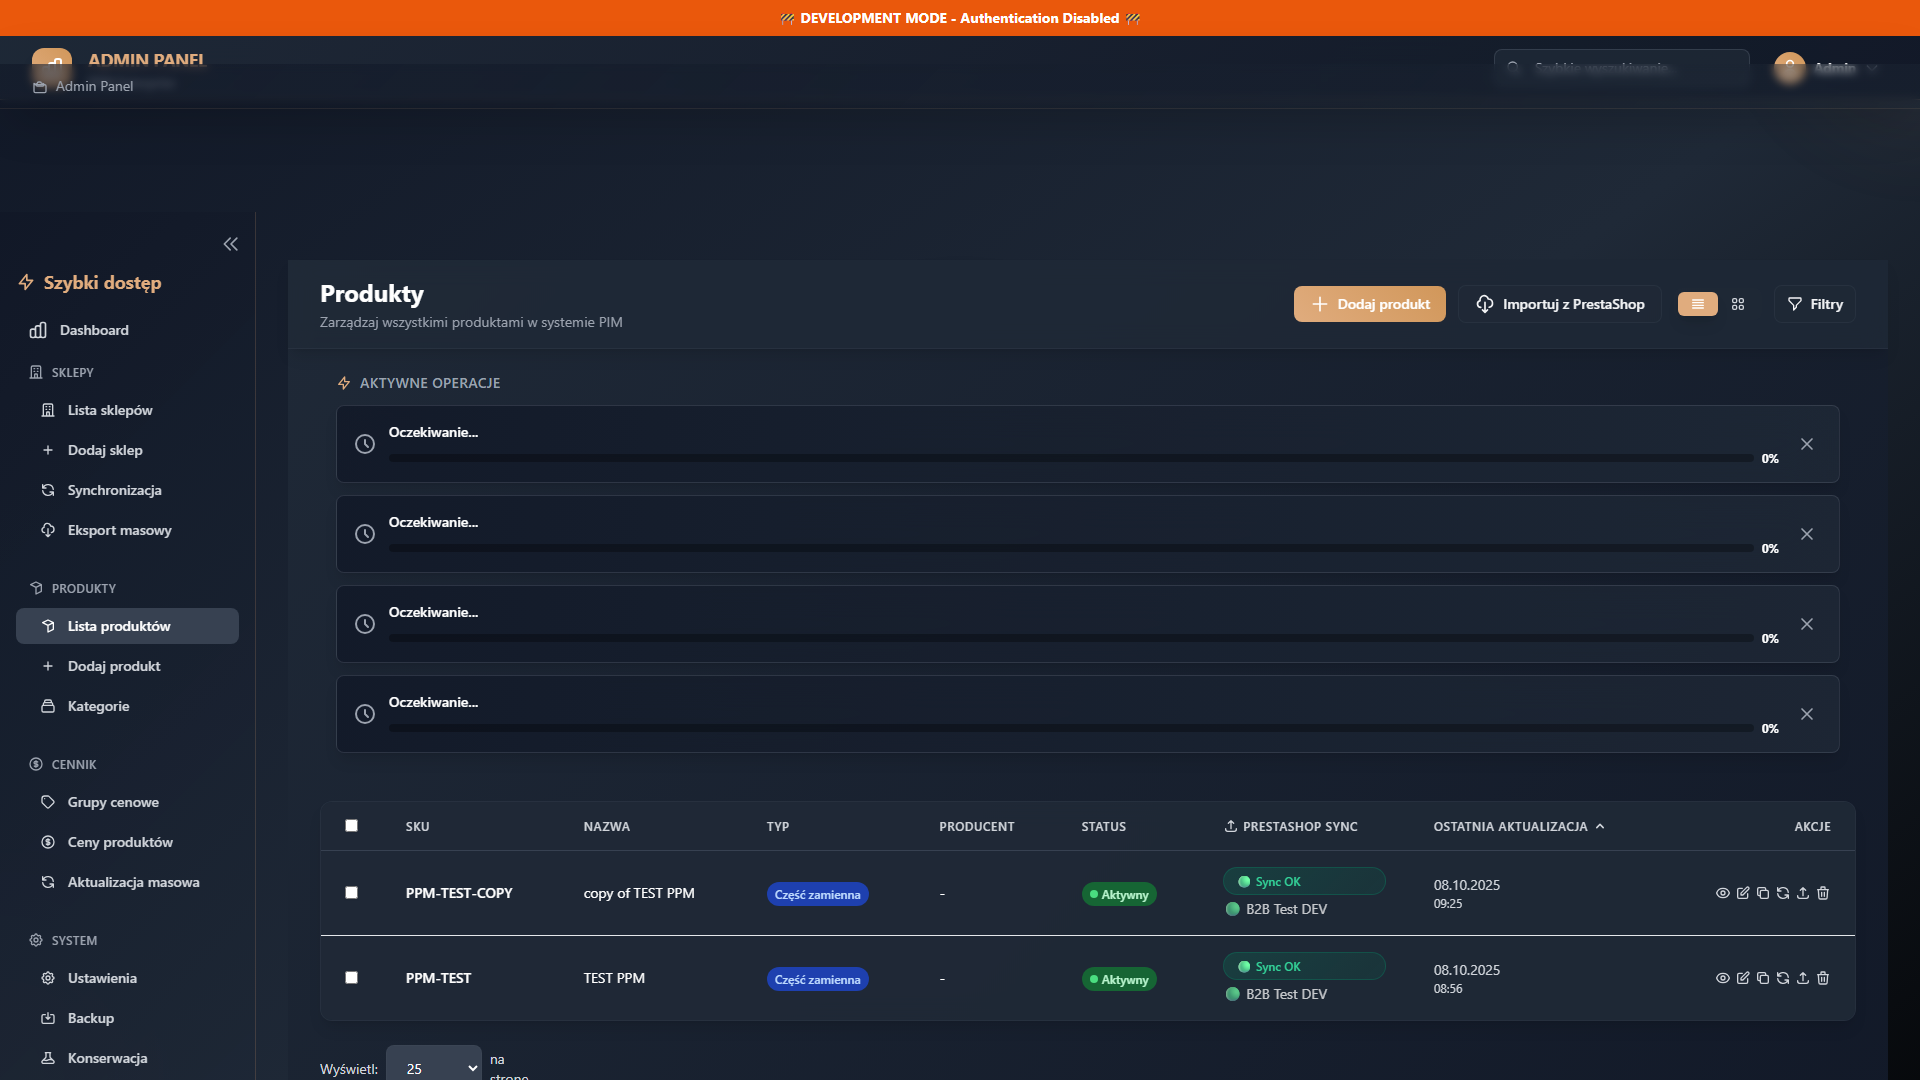 🚧 DEVELOPMENT MODE - Authentication Disabled 🚧
ADMIN PANEL
Szybkie wyszukiwanie...
Admin
Admin Panel
Szybki dostęp
Dashboard
SKLEPY
Lista sklepów
Dodaj sklep
Synchronizacja
Eksport masowy
PRODUKTY
Lista produktów
Dodaj produkt
Kategorie
CENNIK
Grupy cenowe
Ceny produktów
Aktualizacja masowa
SYSTEM
Ustawienia
Backup
Konserwacja
Produkty
Zarządzaj wszystkimi produktami w systemie PIM
Dodaj produkt
Importuj z PrestaShop
Filtry
AKTYWNE OPERACJE
Oczekiwanie...
0%
Oczekiwanie...
0%
Oczekiwanie...
0%
Oczekiwanie...
0%
SKU NAZWA TYP PRODUCENT STATUS PRESTASHOP SYNC OSTATNIA AKTUALIZACJA AKCJE
PPM-TEST-COPY copy of TEST PPM Część zamienna - Aktywny Sync OK 08.10.2025
B2B Test DEV 09:25
PPM-TEST TEST PPM Część zamienna - Aktywny Sync OK 08.10.2025
B2B Test DEV 08:56
Wyświetl: 25 na
stronę